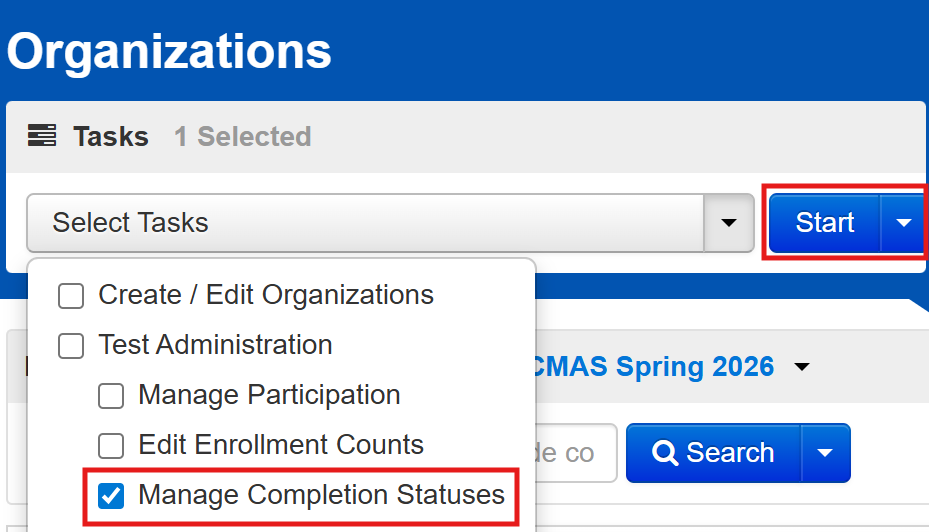 Organizations
Tasks 1 Selected
Select Tasks
Start
Create / Edit Organizations
Test Administration
CMAS Spring 2026
Manage Participation
Edit Enrollment Counts
de co
Search
Manage Completion Statuses